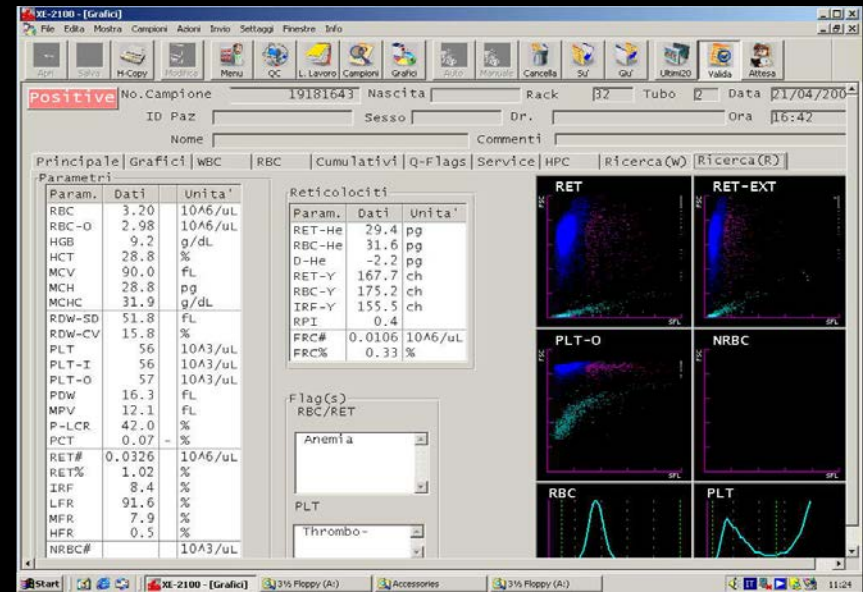 XE-2100 - [Grafici]
File Edita Mostra Campioni Azioni Invio Settaggi Finestre Info
Apri Salva H-Copy Modifica Menu QC L. Lavoro Campioni Grafici Auto Manuale Cancella Su' Giu' Ultimi20 Valida Attesa
Positive No.Campione 19181643 Nascita Rack 32 Tubo 2 Data 21/04/200
ID Paz Sesso Dr. Ora 16:42
Nome Commenti
Principale Grafici WBC RBC Cumulativi Q-Flags Service HPC Ricerca(W) Ricerca(R)
Parametri
Param. Dati Unita'
RBC 3.20 10^6/uL
RBC-O 2.98 10^6/uL
HGB 9.2 g/dL
HCT 28.8 %
MCV 90.0 fL
MCH 28.8 pg
MCHC 31.9 g/dL
RDW-SD 51.8 fL
RDW-CV 15.8 %
PLT 56 10^3/uL
PLT-I 56 10^3/uL
PLT-O 57 10^3/uL
PDW 16.3 fL
MPV 12.1 fL
P-LCR 42.0 %
PCT 0.07 - %
RET# 0.0326 10^6/uL
RET% 1.02 %
IRF 8.4 %
LFR 91.6 %
MFR 7.9 %
HFR 0.5 %
NRBC# 10^3/uL
Reticolociti
Param. Dati Unita'
RET-He 29.4 pg
RBC-He 31.6 pg
D-He -2.2 pg
RET-Y 167.7 ch
RBC-Y 175.2 ch
IRF-Y 155.5 ch
RPI 0.4
FRC# 0.0106 10^6/uL
FRC% 0.33 %
Flag(s)
RBC/RET
Anemia
PLT
Thrombo-
RET RET-EXT
FSC FSC
SFL SFL
PLT-O NRBC
FSC FSC
SFL SFL
RBC PLT
Start XE-2100 - [Grafici] 3½ Floppy (A:) Accessories 3½ Floppy (A:) IT 11:24